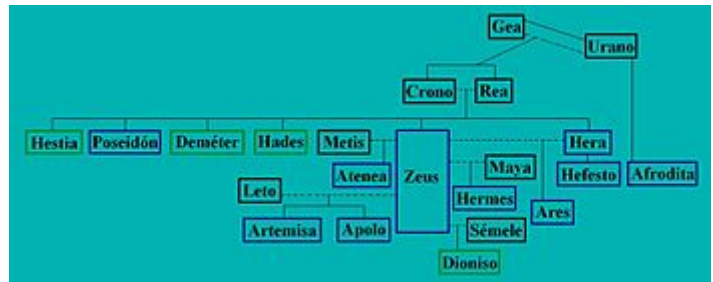 Gea
Urano
Crono Rea
Hestia Poseidón Deméter Hades Metis Zeus Hera
Atenea Maya Hefesto Afrodita
Leto Hermes
Ares
Artemisa Apolo Sémele
Dioniso